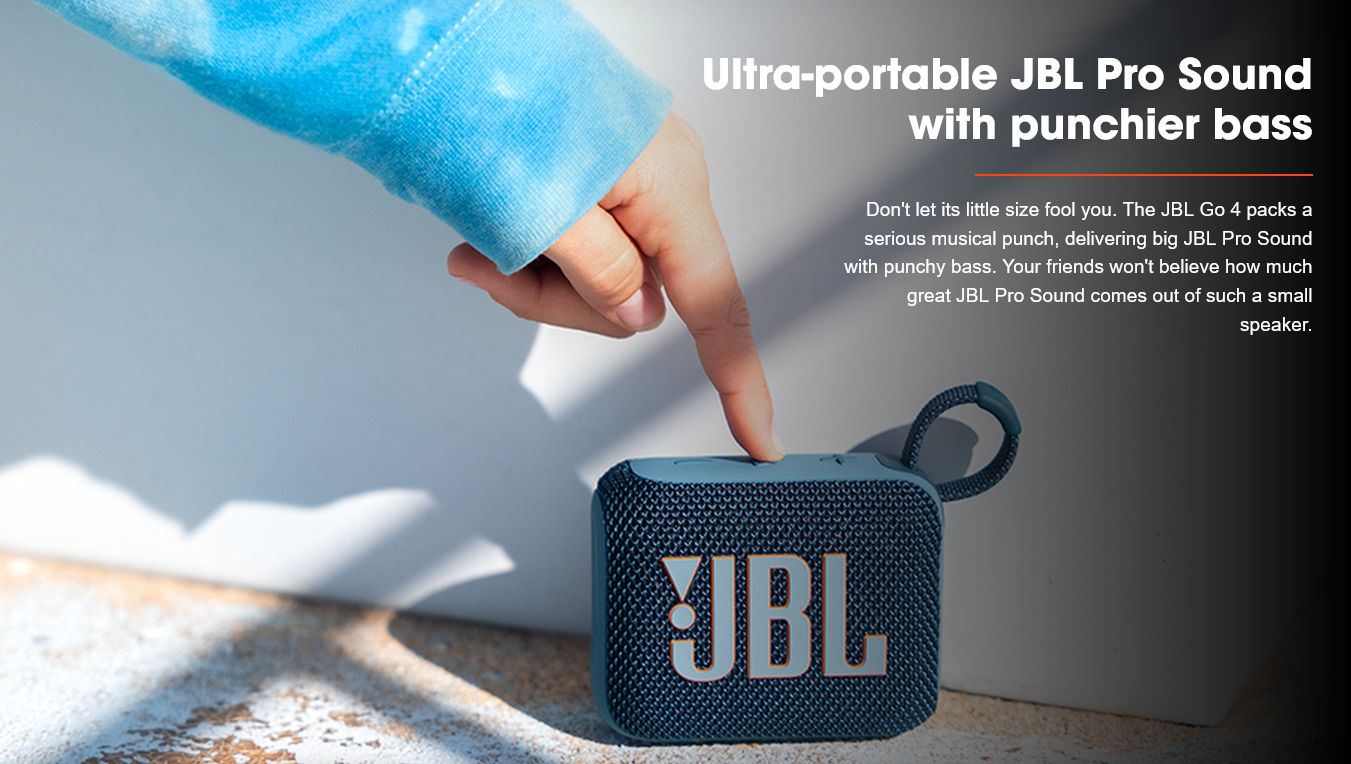 Ultra-portable JBL Pro Sound
with punchier bass
Don't let its little size fool you. The JBL Go 4 packs a
serious musical punch, delivering big JBL Pro Sound
with punchy bass. Your friends won't believe how much
great JBL Pro Sound comes out of such a small
speaker.
JBL